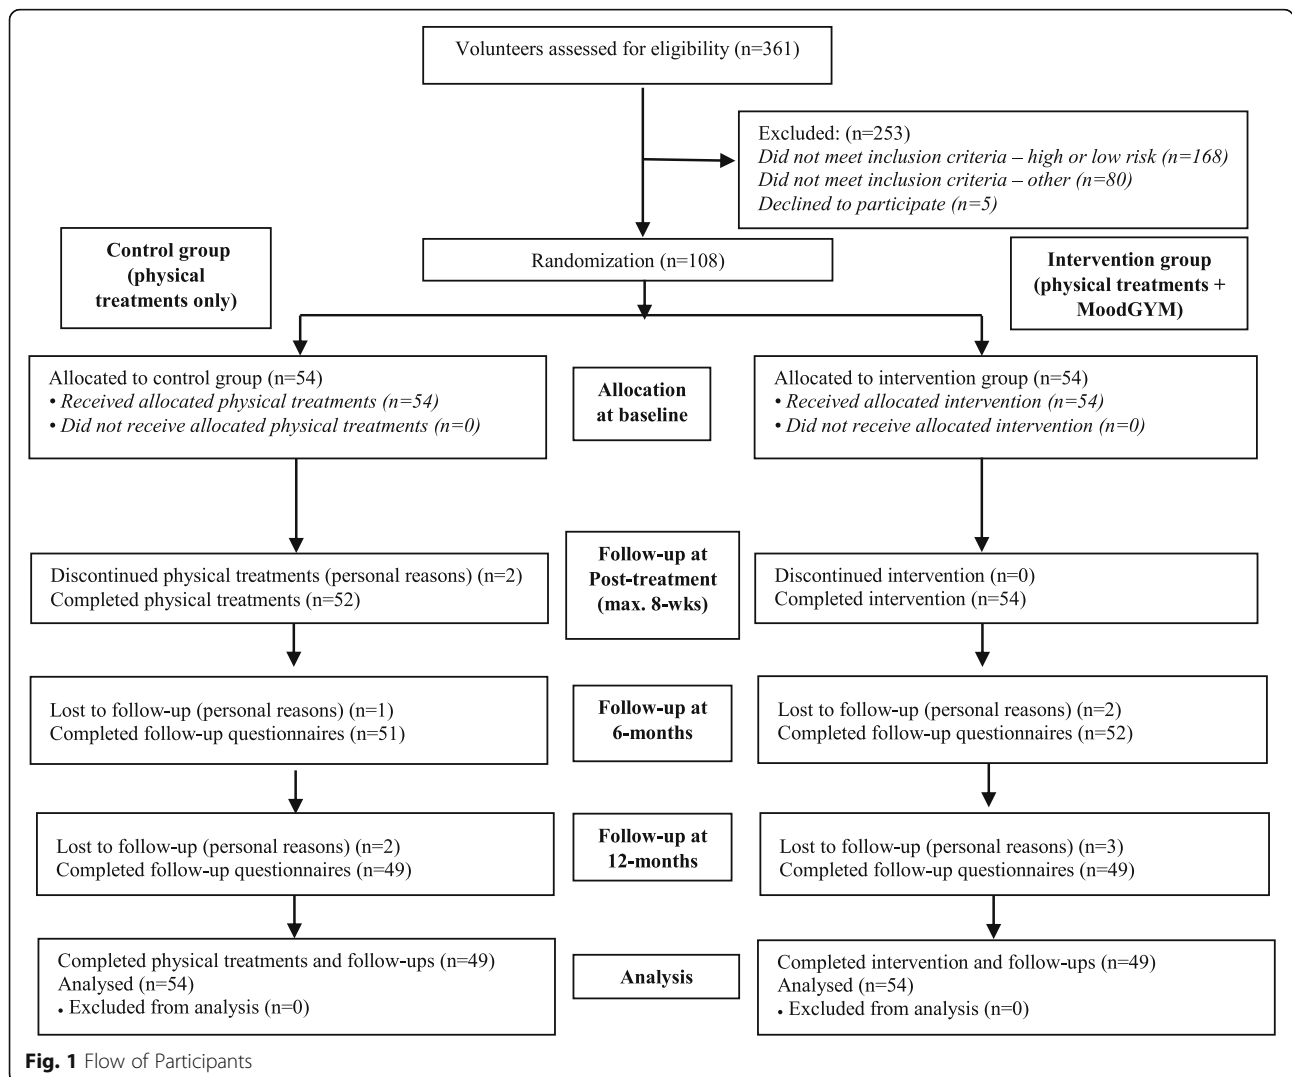 Volunteers assessed for eligibility (n=361)
Excluded: (n=253)
Did not meet inclusion criteria – high or low risk (n=168)
Did not meet inclusion criteria – other (n=80)
Declined to participate (n=5)
Control group
(physical
treatments only)
Randomization (n=108)
Intervention group
(physical treatments +
MoodGYM)
Allocated to control group (n=54)
• Received allocated physical treatments (n=54)
• Did not receive allocated physical treatments (n=0)
Allocation
at baseline
Allocated to intervention group (n=54)
• Received allocated intervention (n=54)
• Did not receive allocated intervention (n=0)
Discontinued physical treatments (personal reasons) (n=2)
Completed physical treatments (n=52)
Follow-up at
Post-treatment
(max. 8-wks)
Discontinued intervention (n=0)
Completed intervention (n=54)
Lost to follow-up (personal reasons) (n=1)
Completed follow-up questionnaires (n=51)
Follow-up at
6-months
Lost to follow-up (personal reasons) (n=2)
Completed follow-up questionnaires (n=52)
Lost to follow-up (personal reasons) (n=2)
Completed follow-up questionnaires (n=49)
Follow-up at
12-months
Lost to follow-up (personal reasons) (n=3)
Completed follow-up questionnaires (n=49)
Completed physical treatments and follow-ups (n=49)
Analysed (n=54)
• Excluded from analysis (n=0)
Analysis
Completed intervention and follow-ups (n=49)
Analysed (n=54)
• Excluded from analysis (n=0)
Fig. 1 Flow of Participants